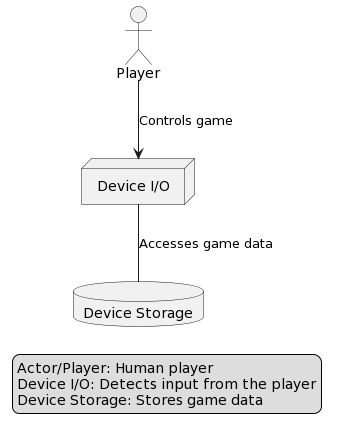 Player
Controls game
Device I/O
Accesses game data
Device Storage
Actor/Player: Human player
Device I/O: Detects input from the player
Device Storage: Stores game data